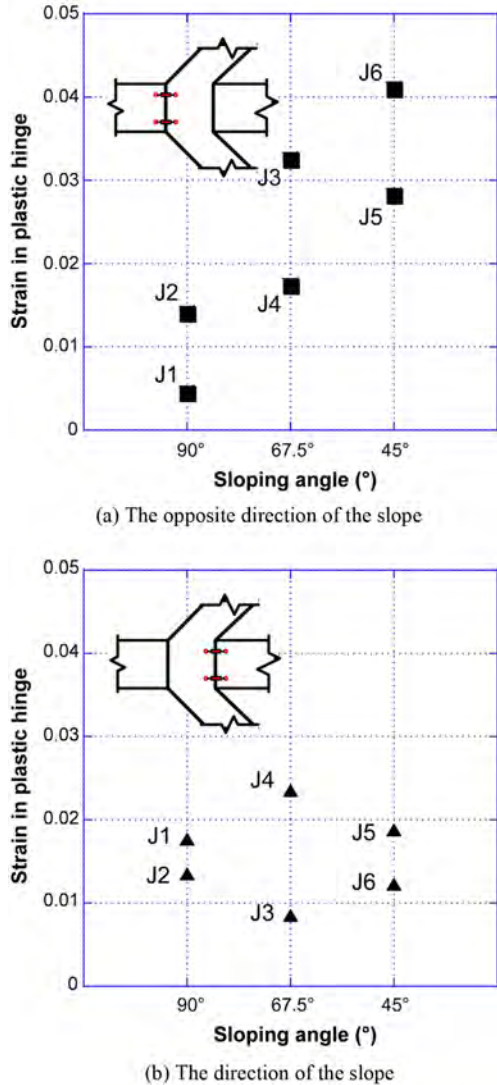 0.05
J6
0.04
J3
0.03
J5
0.02
J2
J4
0.01
J1
0
90°
67.5°
45°
Strain in plastic hinge
Sloping angle (°)
(a) The opposite direction of the slope
0.05
0.04
0.03
J4
0.02
J1
J5
J2
J6
0.01
J3
0
90°
67.5°
45°
Strain in plastic hinge
Sloping angle (°)
(b) The direction of the slope